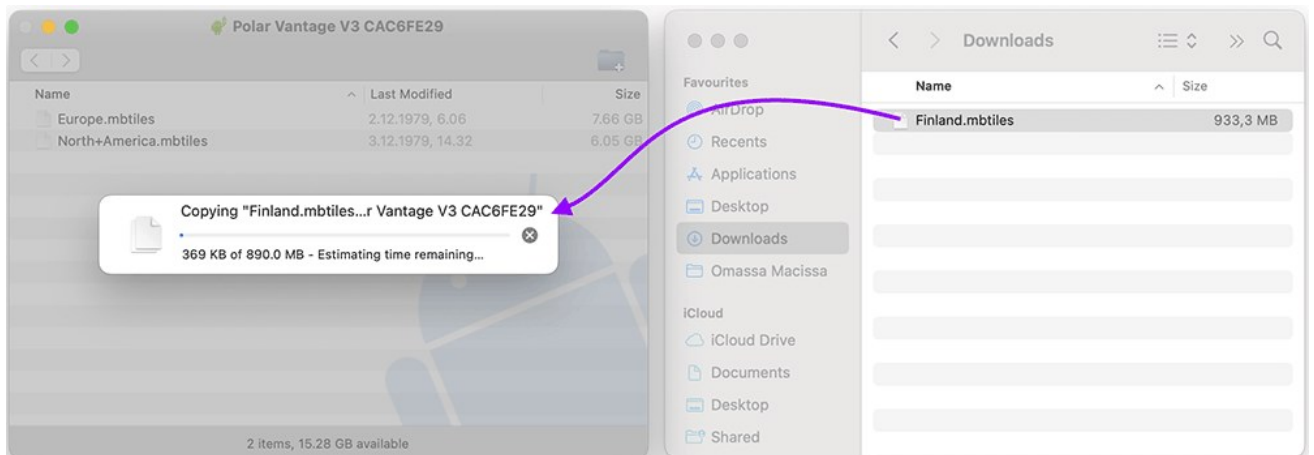 Polar Vantage V3 CAC6FE29
Name Last Modified Size
Europe.mbtiles 2.12.1979, 6.06 7.66 GB
North+America.mbtiles 3.12.1979, 14.32 6.05 GB
Copying "Finland.mbtiles...r Vantage V3 CAC6FE29"
369 KB of 890.0 MB - Estimating time remaining...
2 items, 15.28 GB available
Downloads
Favourites
AirDrop
Recents
Applications
Desktop
Downloads
Omassa Macissa
iCloud
iCloud Drive
Documents
Desktop
Shared
Name Size
Finland.mbtiles 933,3 MB